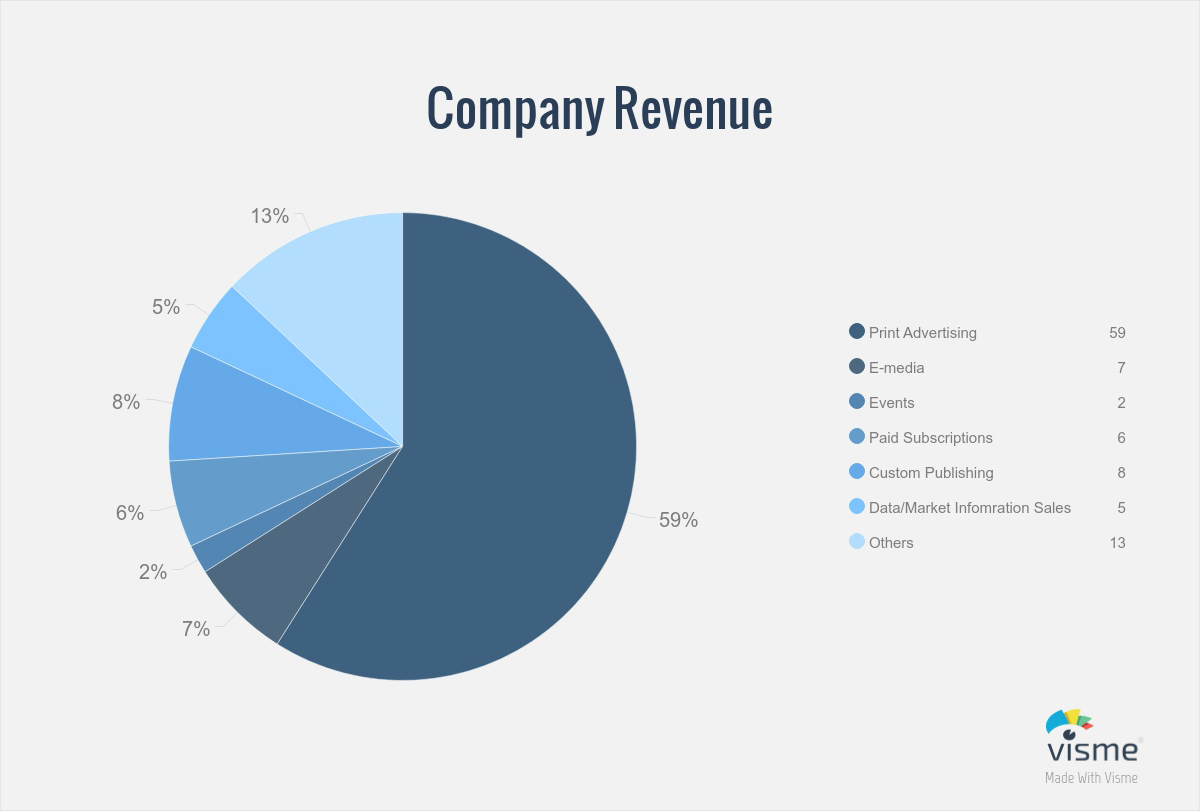 Company Revenue
13%
5%
8%
6%
2%
7%
59%
Print Advertising 59
E-media 7
Events 2
Paid Subscriptions 6
Custom Publishing 8
Data/Market Infomration Sales 5
Others 13
visme®
Made With Visme